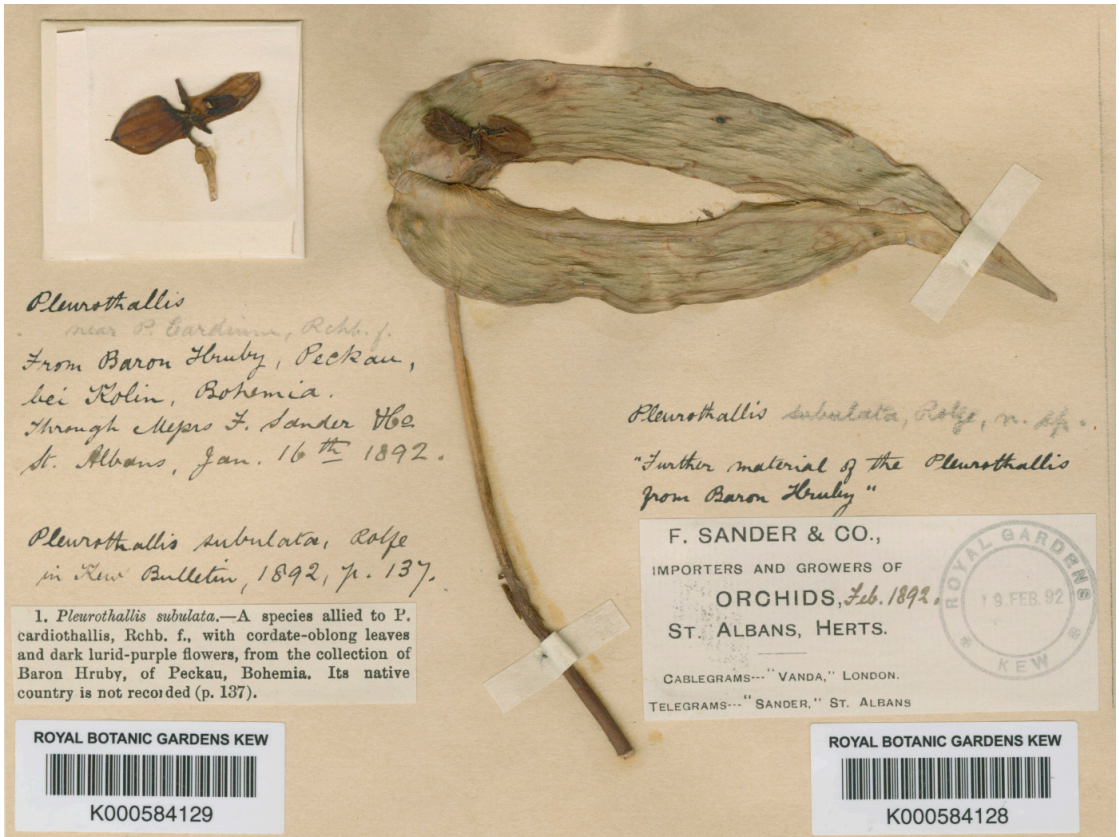 Pleurothallis
near P. Cardium, Rchb. f.
From Baron Hruby, Peckau,
bei Kolin, Bohemia.
Through Messrs F. Sander & Co.
St. Albans, Jan. 16th 1892.
Pleurothallis subulata, Rolfe
in Kew Bulletin, 1892, p. 137.
1. Pleurothallis subulata.—A species allied to P.
cardiothallis, Rchb. f., with cordate-oblong leaves
and dark lurid-purple flowers, from the collection of
Baron Hruby, of Peckau, Bohemia. Its native
country is not recorded (p. 137).
ROYAL BOTANIC GARDENS KEW
K000584129
Pleurothallis subulata, Rolfe, n. sp.
"Further material of the Pleurothallis
from Baron Hruby"
F. SANDER & CO.,
IMPORTERS AND GROWERS OF
ORCHIDS, Feb. 1892.
ST. ALBANS, HERTS.
CABLEGRAMS---"VANDA," LONDON.
TELEGRAMS---"SANDER," ST. ALBANS
ROYAL GARDENS
19. FEB. 92
KEW
ROYAL BOTANIC GARDENS KEW
K000584128